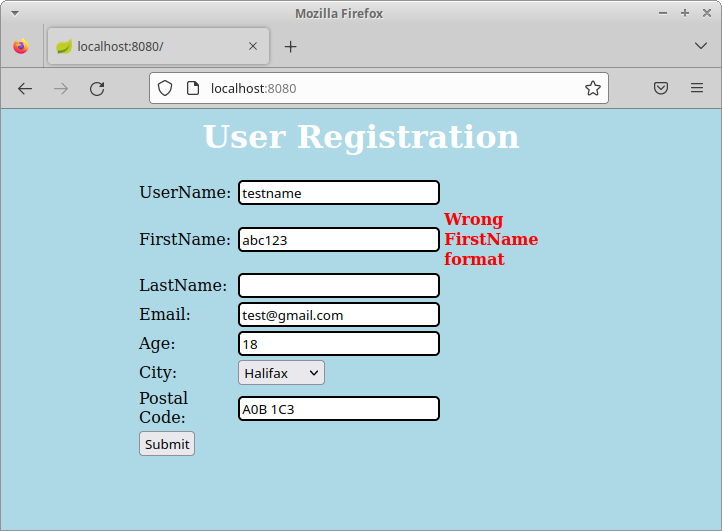 Mozilla Firefox
localhost:8080/
localhost:8080
User Registration
UserName: testname
FirstName: abc123 Wrong
FirstName
format
LastName:
Email: test@gmail.com
Age: 18
City: Halifax
Postal
Code: A0B 1C3
Submit